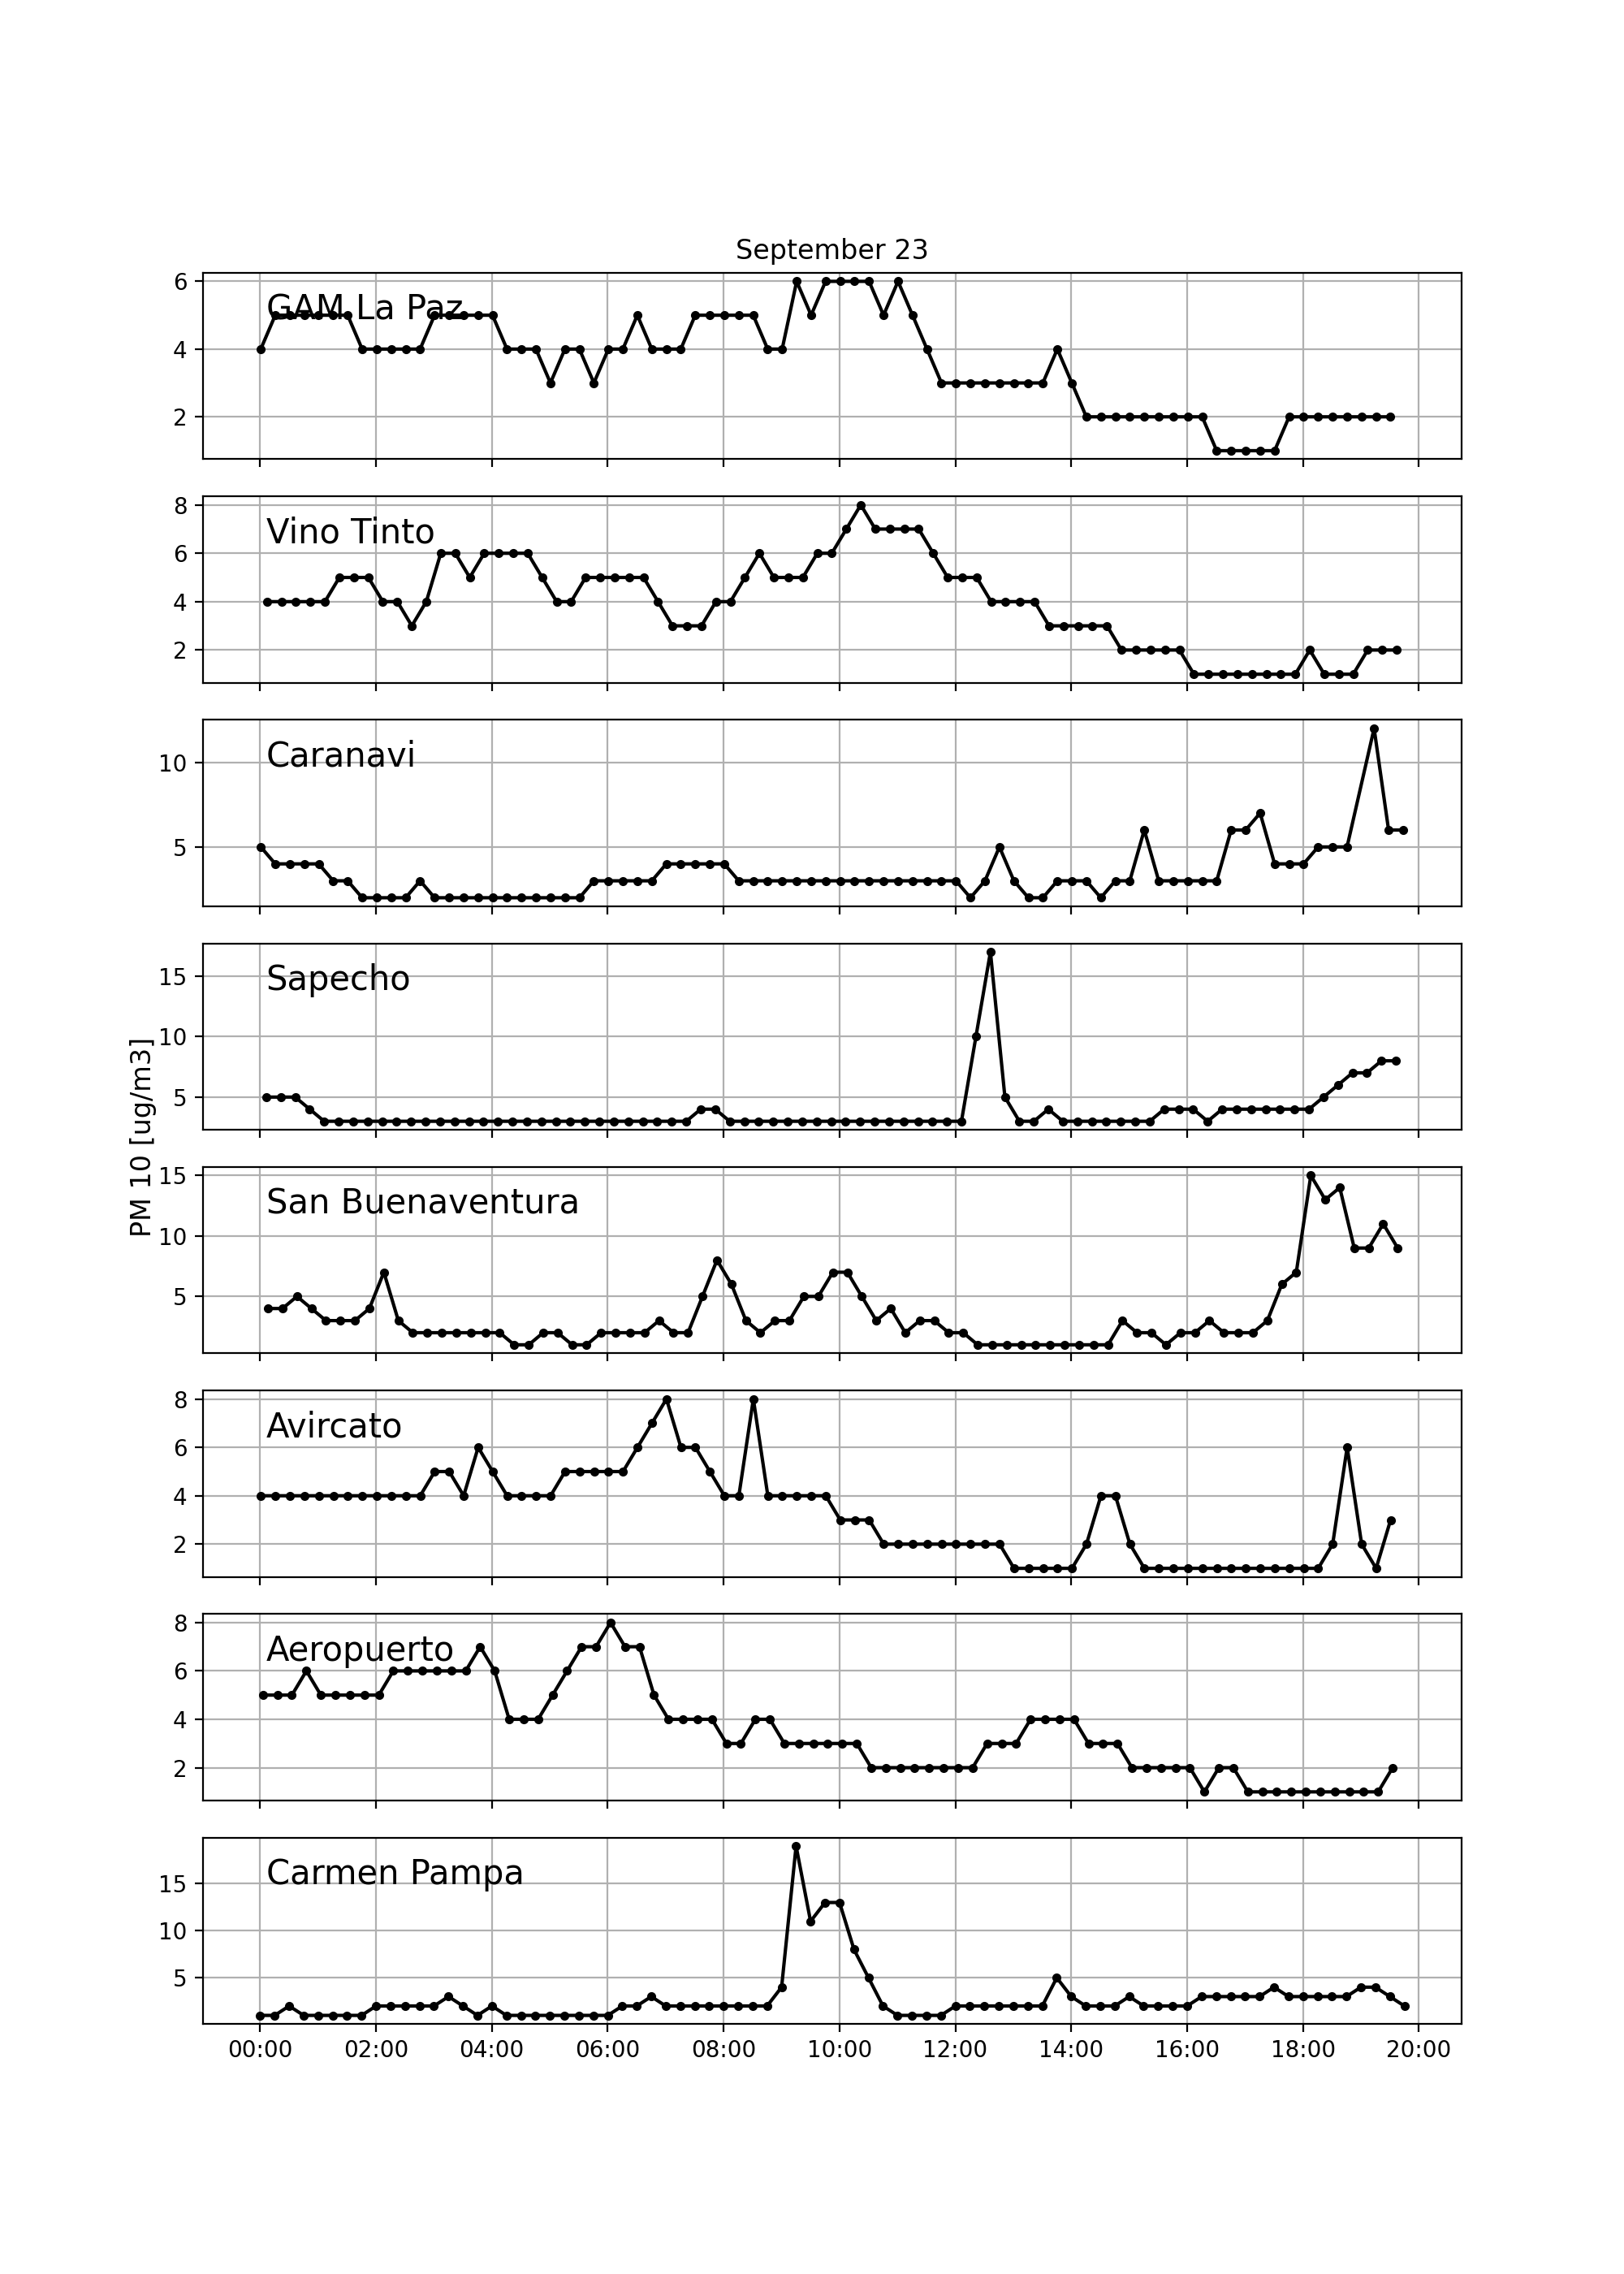 September 23
PM 10 [ug/m3]
GAM La Paz
6
4
2
Vino Tinto
8
6
4
2
Caranavi
10
5
Sapecho
15
10
5
San Buenaventura
15
10
5
Avircato
8
6
4
2
Aeropuerto
8
6
4
2
Carmen Pampa
15
10
5
00:00 02:00 04:00 06:00 08:00 10:00 12:00 14:00 16:00 18:00 20:00